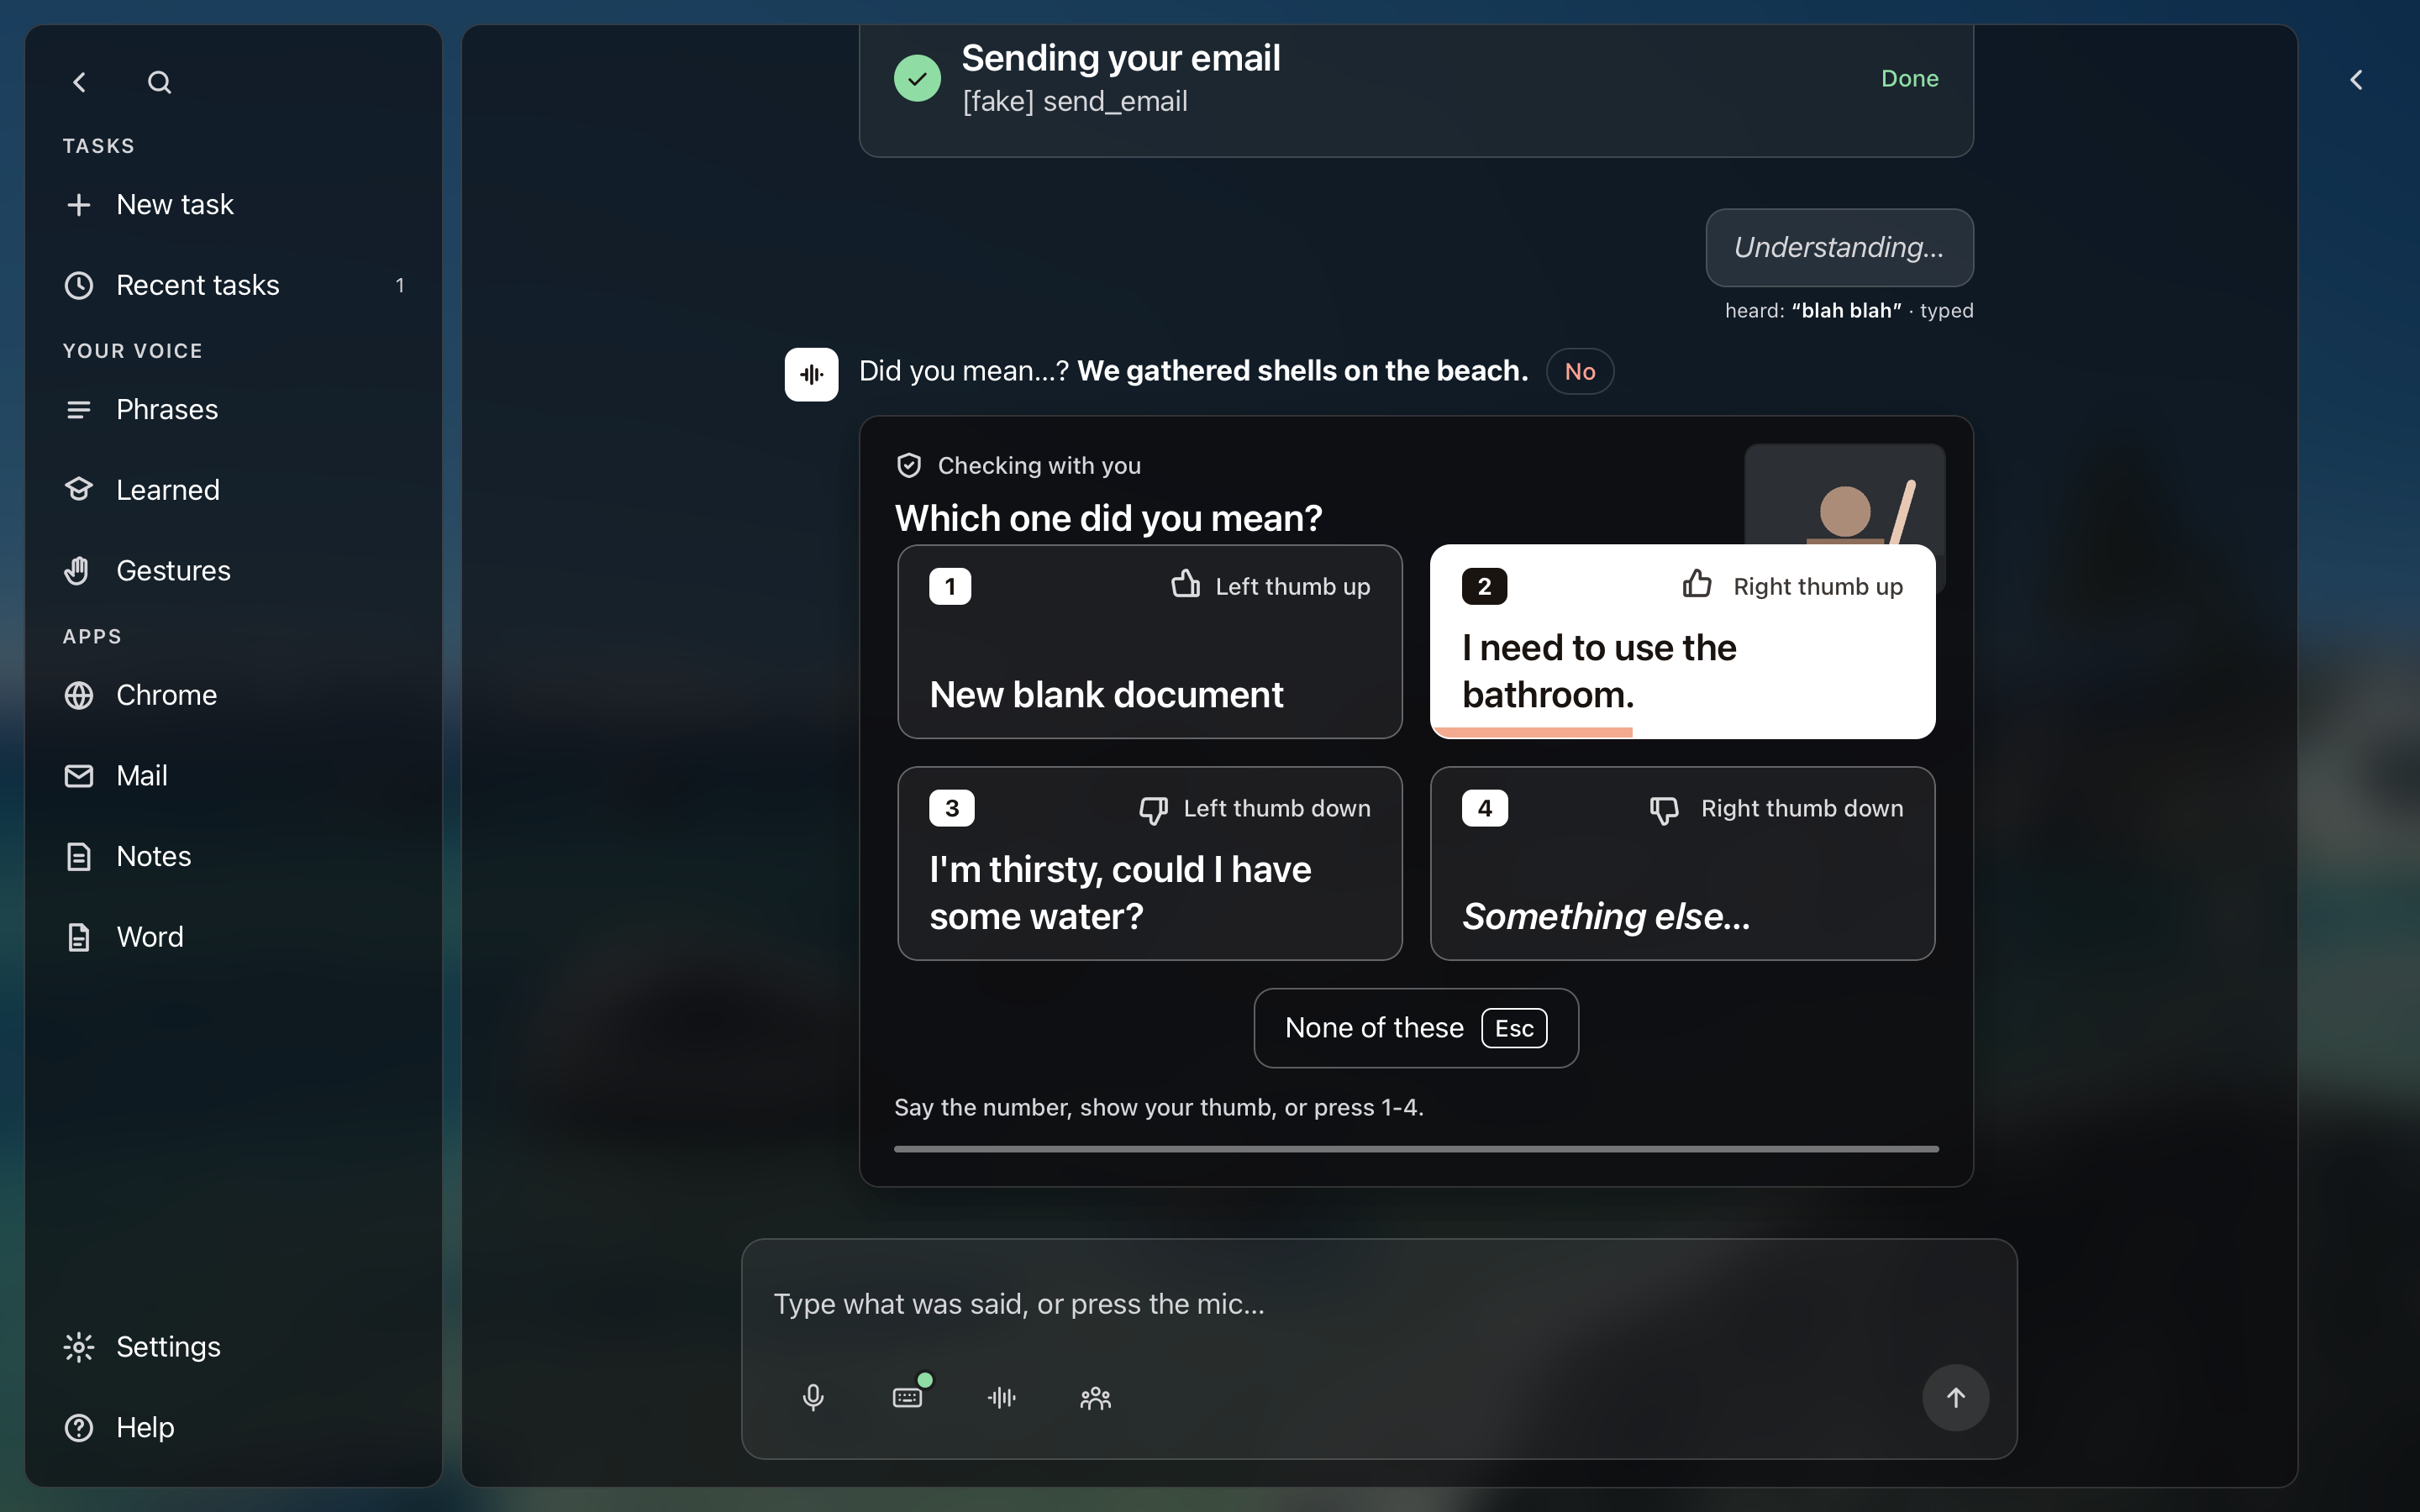 TASKS
New task
Recent tasks 1
YOUR VOICE
Phrases
Learned
Gestures
APPS
Chrome
Mail
Notes
Word
Settings
Help
Sending your email
[fake] send_email
Done
Understanding...
heard: “blah blah” · typed
Did you mean...? We gathered shells on the beach. No
Checking with you
Which one did you mean?
1 Left thumb up
New blank document
2 Right thumb up
I need to use the
bathroom.
3 Left thumb down
I'm thirsty, could I have
some water?
4 Right thumb down
Something else...
None of these Esc
Say the number, show your thumb, or press 1-4.
Type what was said, or press the mic...